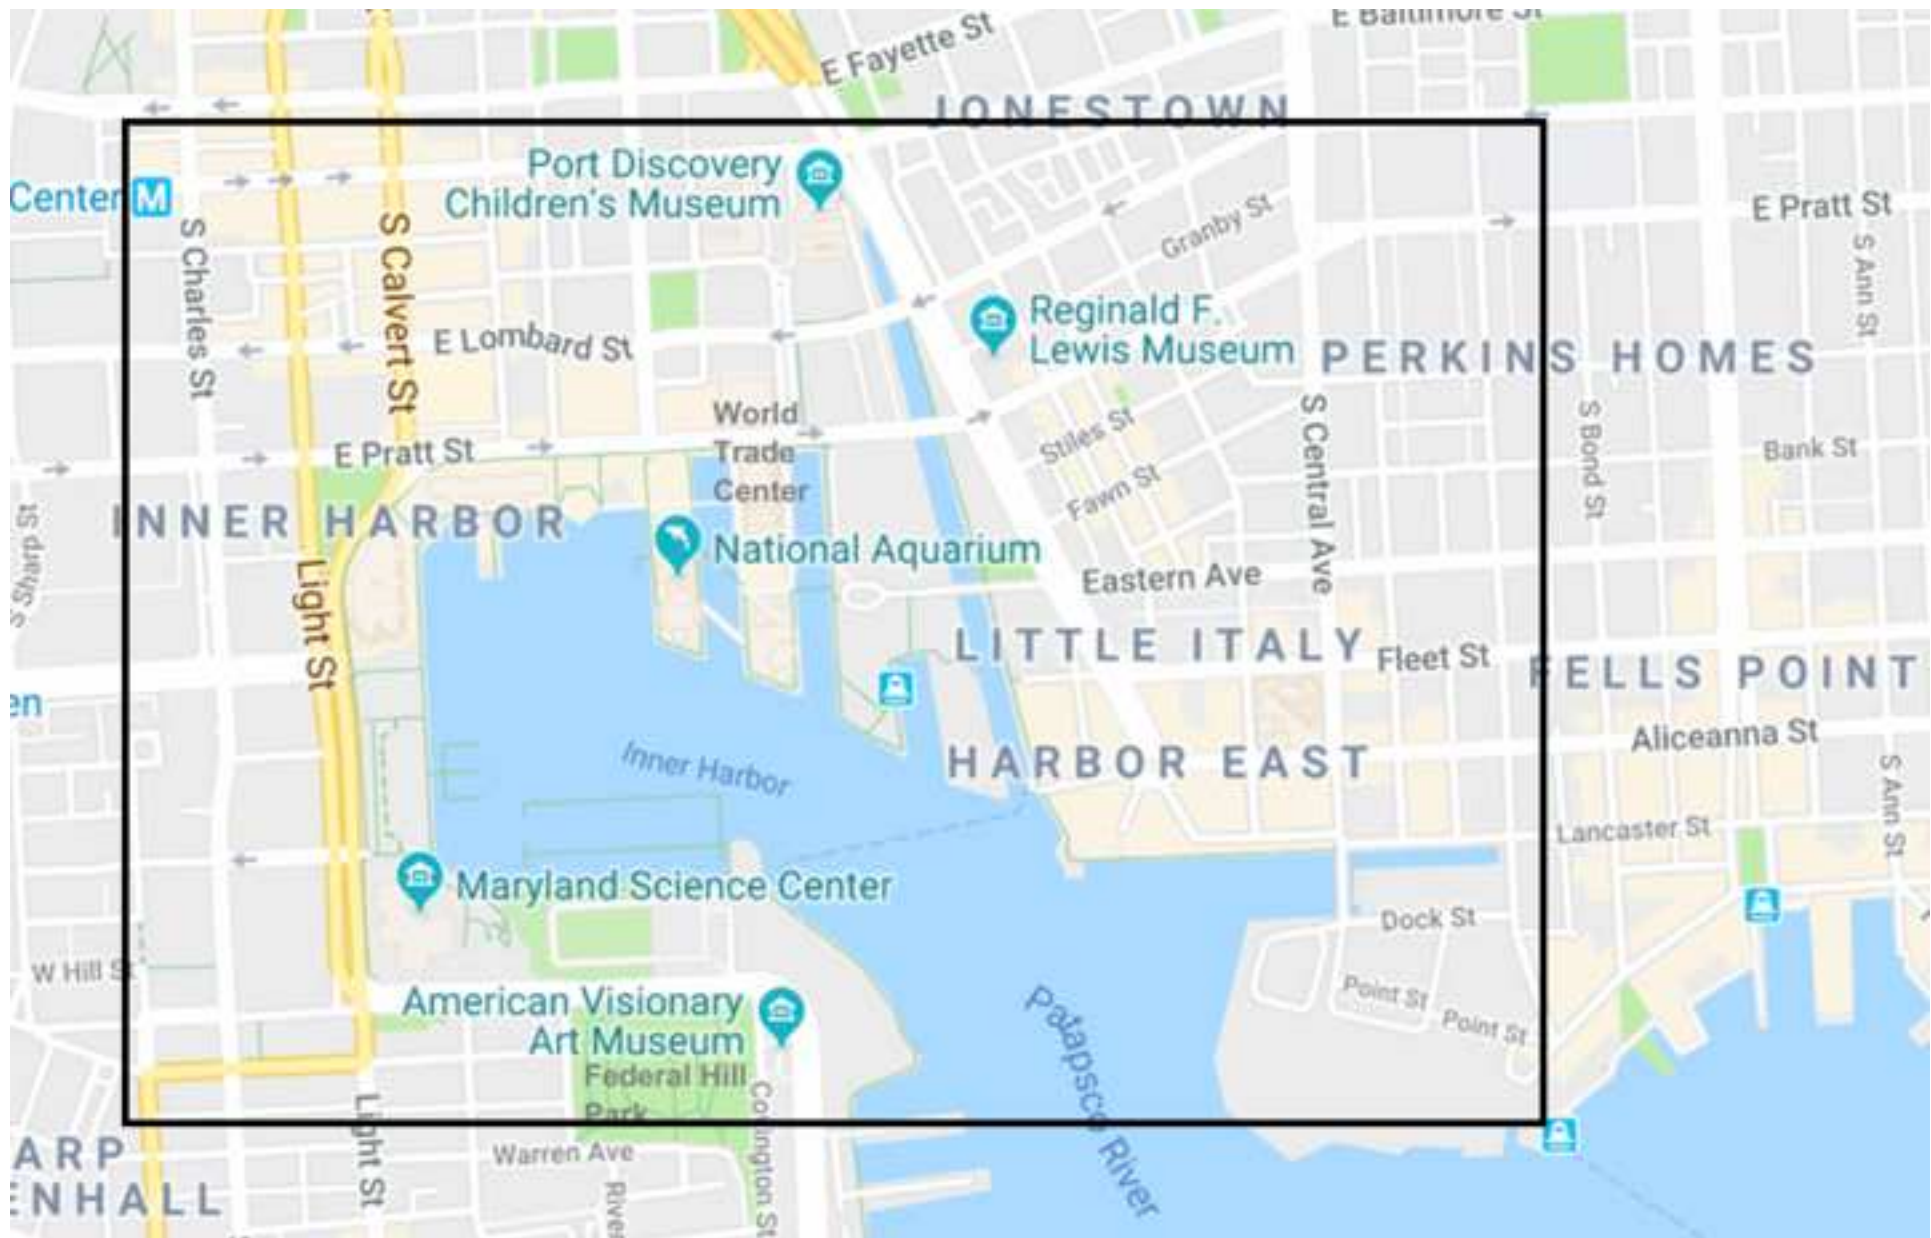 E Baltimore St
E Fayette St
JONESTOWN
Port Discovery
Children's Museum
Center
M
E Pratt St
Granby St
S Charles St
S Calvert St
S Ann St
Reginald F.
Lewis Museum
E Lombard St
PERKINS HOMES
World
Trade
Center
Stiles St
S Central Ave
S Bond St
E Pratt St
Bank St
Fawn St
INNER HARBOR
S Sharp St
National Aquarium
Eastern Ave
Light St
LITTLE ITALY
Fleet St
FELLS POINT
en
Aliceanna St
Inner Harbor
HARBOR EAST
S Ann St
Lancaster St
Maryland Science Center
Dock St
W Hill St
Point St
Point St
American Visionary
Art Museum
Patapsco River
Federal Hill
Park
Covington St
Light St
ARP
ENHALL
Warren Ave
River